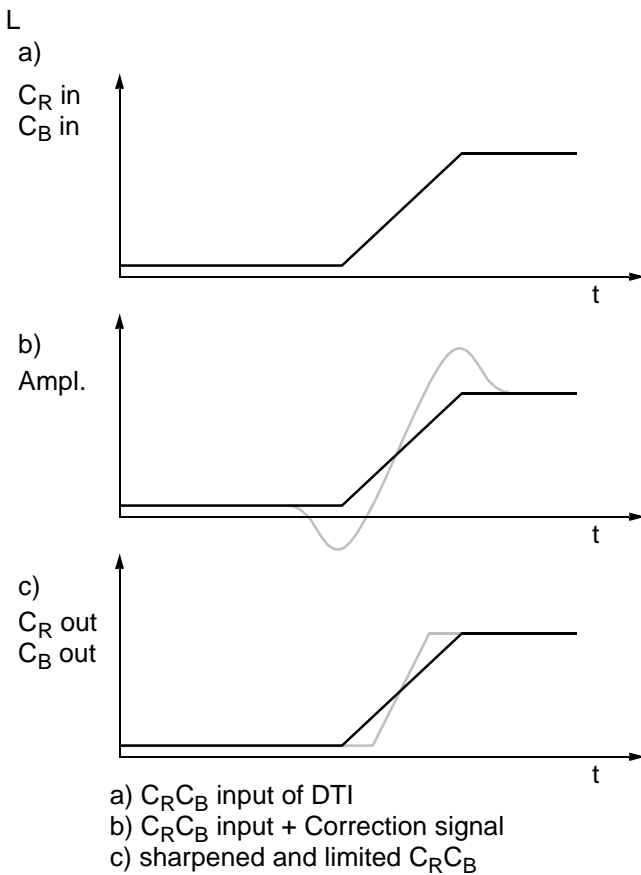 L
a)
C_R in
C_B in
t
b)
Ampl.
t
c)
C_R out
C_B out
t
a) C_RC_B input of DTI
b) C_RC_B input + Correction signal
c) sharpened and limited C_RC_B